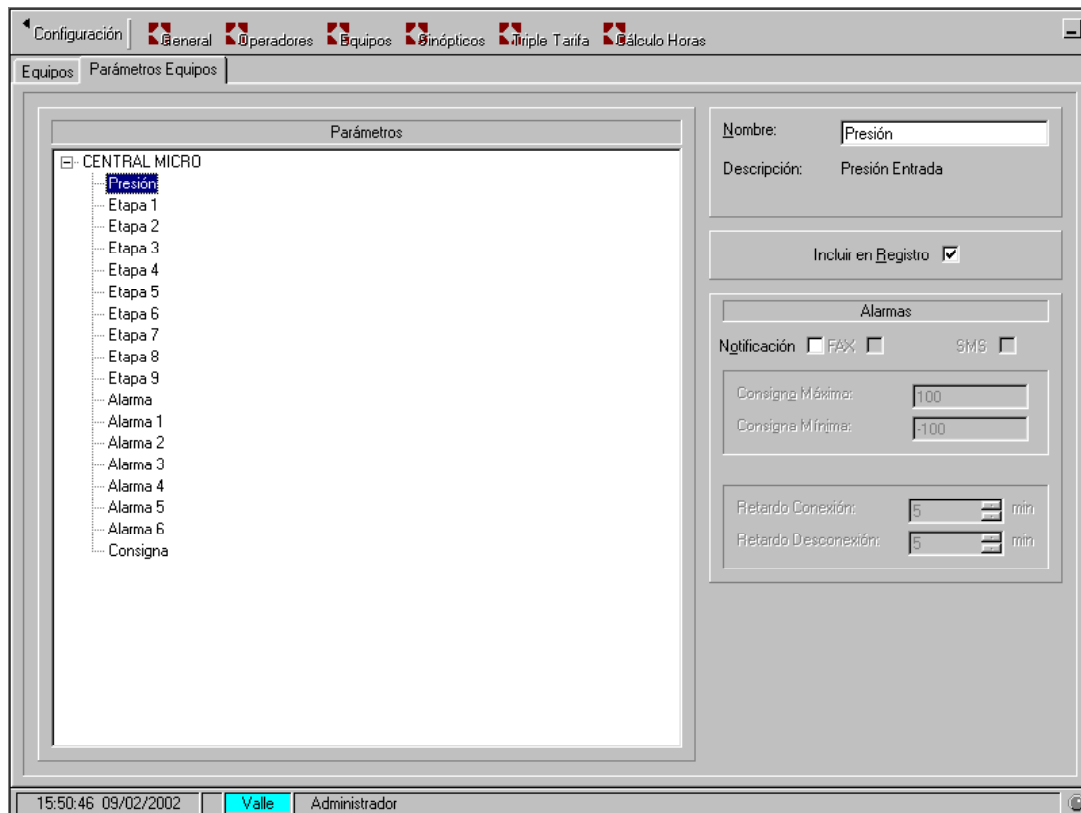 Configuración General Operadores Equipos Sinópticos Triple Tarifa Cálculo Horas
Equipos Parámetros Equipos
Parámetros
CENTRAL MICRO
Presión
Etapa 1
Etapa 2
Etapa 3
Etapa 4
Etapa 5
Etapa 6
Etapa 7
Etapa 8
Etapa 9
Alarma
Alarma 1
Alarma 2
Alarma 3
Alarma 4
Alarma 5
Alarma 6
Consigna
Nombre: Presión
Descripción: Presión Entrada
Incluir en Registro
Alarmas
Notificación FAX SMS
Consigna Máxima: 100
Consigna Mínima: -100
Retardo Conexión: 5 min
Retardo Desconexión: 5 min
15:50:46 09/02/2002 Valle Administrador